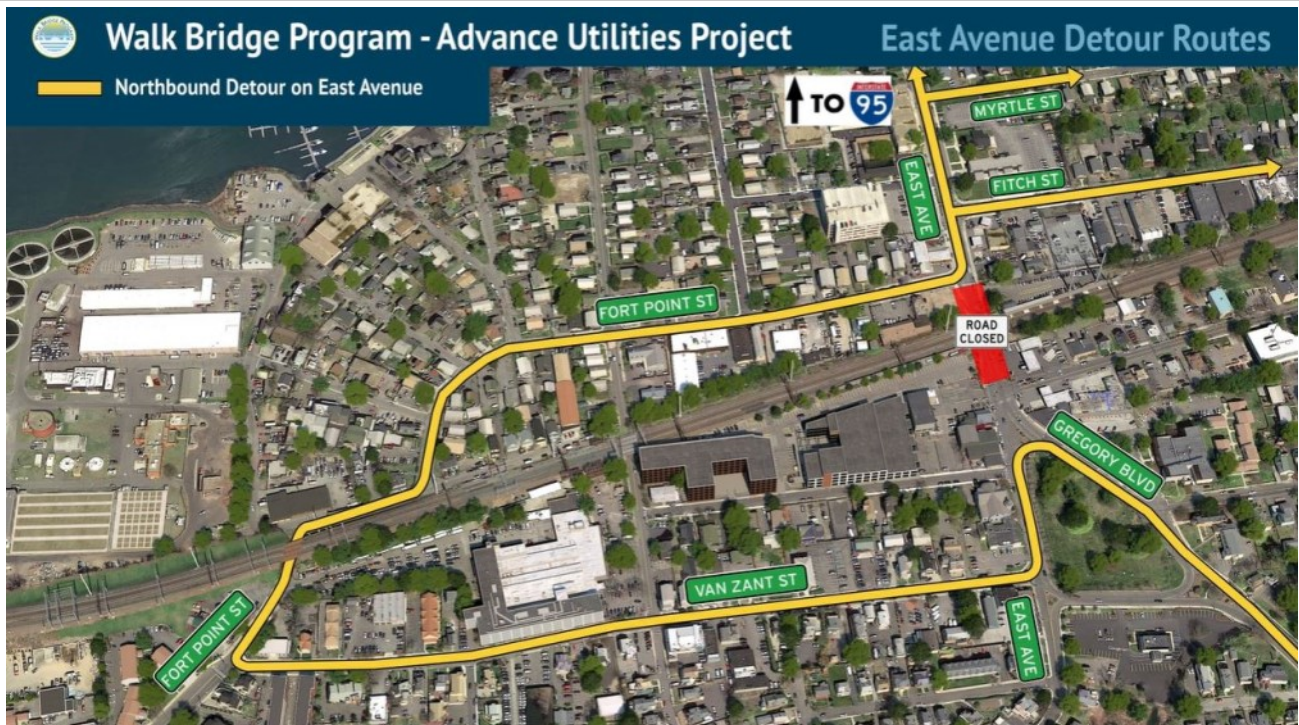 Walk Bridge Program - Advance Utilities Project
East Avenue Detour Routes
Northbound Detour on East Avenue
TO
INTERSTATE
95
MYRTLE ST
EAST AVE
FITCH ST
FORT POINT ST
ROAD
CLOSED
GREGORY BLVD
VAN ZANT ST
FORT POINT ST
EAST AVE